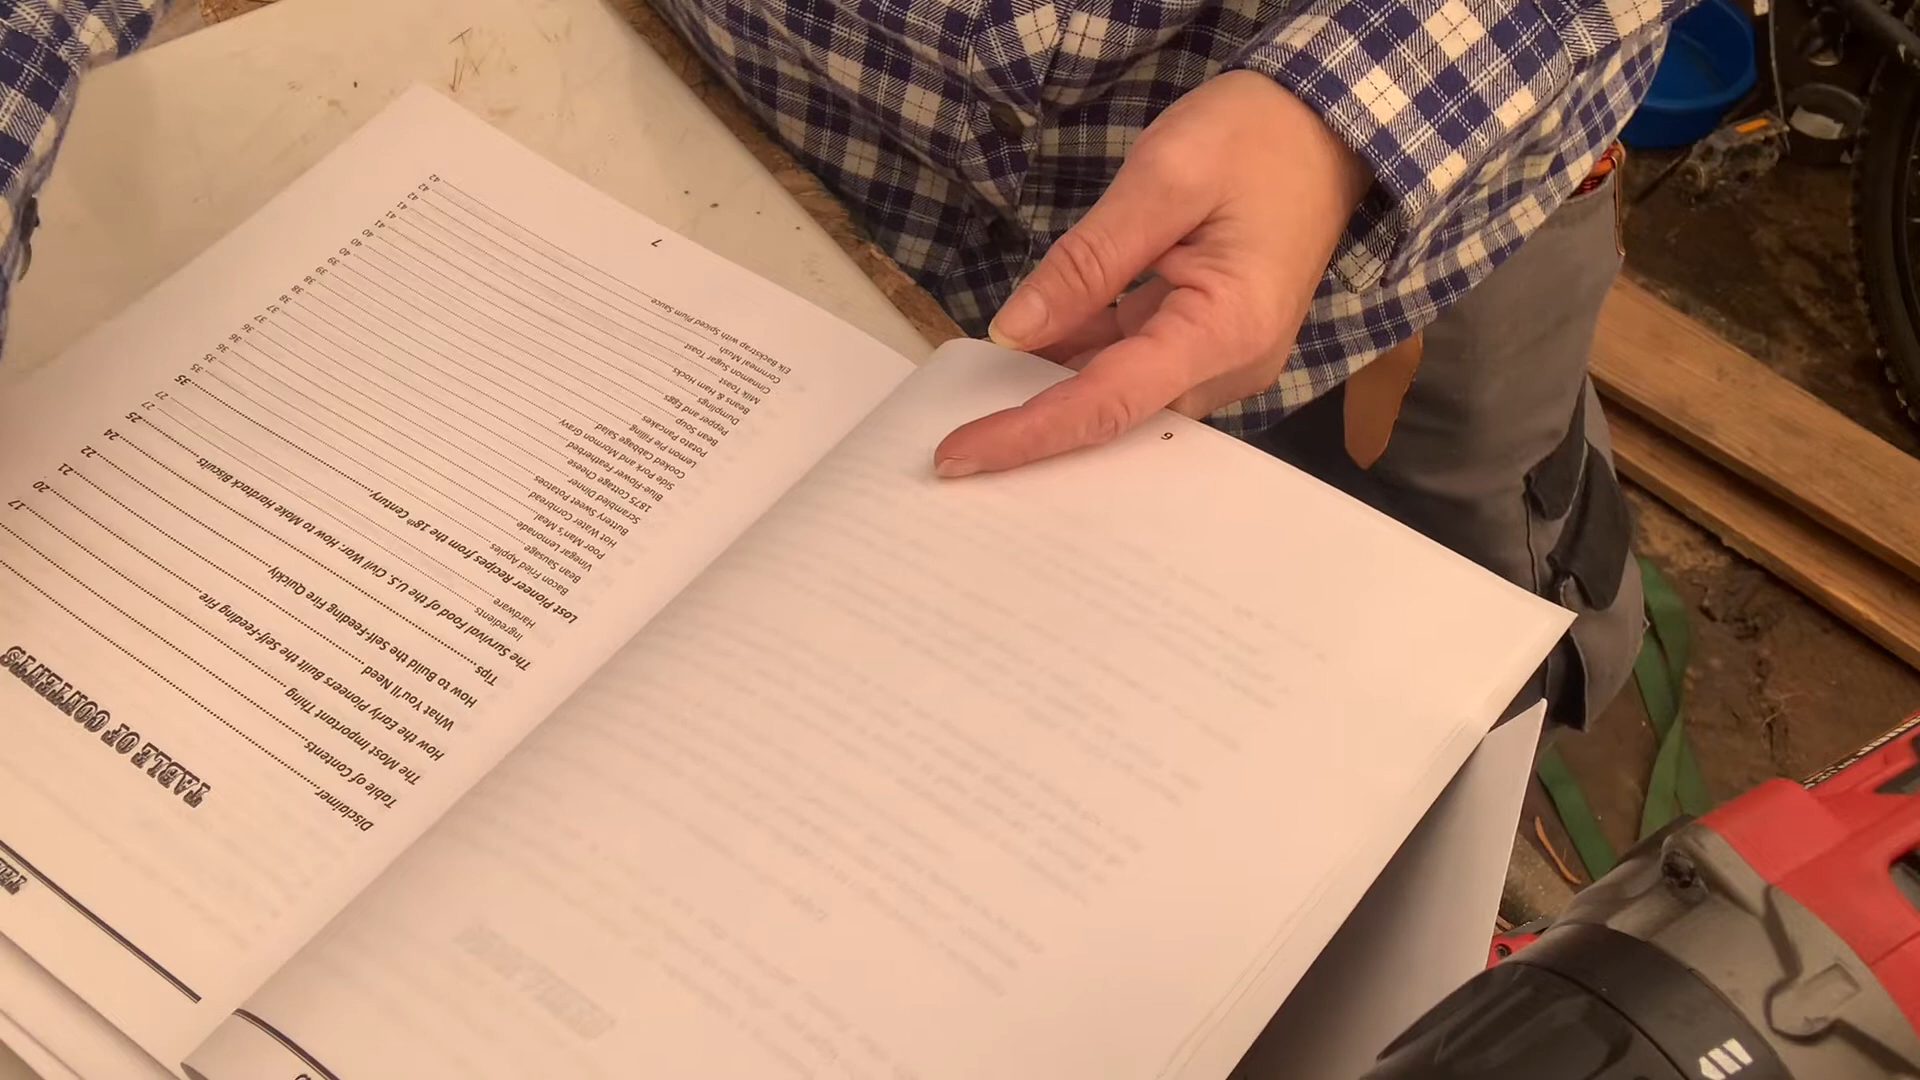 TABLE OF CONTENTS
Disclaimer
Table of Contents
The Most Important Thing 17
How the Early Pioneers Built the Self-Feeding Fire 20
What You'll Need 21
How to Build the Self-Feeding Fire Quickly 22
Tips 24
The Survival Food of the U.S. Civil War: How to Make Hardtack Biscuits 25
Ingredients 27
Hardware 27
Lost Pioneer Recipes from the 18th Century 35
Bacon Fried Apples 35
Bean Sausage
Vinegar Lemonade
Poor Man's Meal
Hot Water Cornbread
Buttery Sweet Potatoes
Scrambled Dinner
1875 Cottage Cheese
Blue-Flower Featherbed
Side Pork and Mormon Gravy
Cooked Cabbage Salad
Lemon Pie Filling
Potato Pancakes
Bean Soup
Pepper and Eggs
Dumplings
Beans & Ham Hocks
Milk Toast
Cinnamon Sugar Toast
Cornmeal Mush
Elk Backstrap with Spiced Plum Sauce
7
6